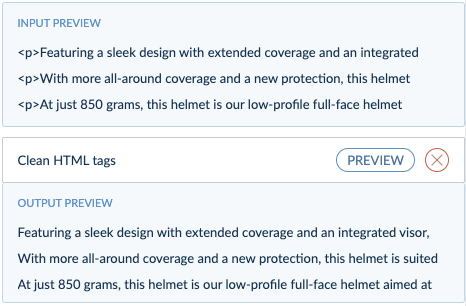 INPUT PREVIEW
<p>Featuring a sleek design with extended coverage and an integrated
<p>With more all-around coverage and a new protection, this helmet
<p>At just 850 grams, this helmet is our low-profile full-face helmet
Clean HTML tags PREVIEW
OUTPUT PREVIEW
Featuring a sleek design with extended coverage and an integrated visor,
With more all-around coverage and a new protection, this helmet is suited
At just 850 grams, this helmet is our low-profile full-face helmet aimed at